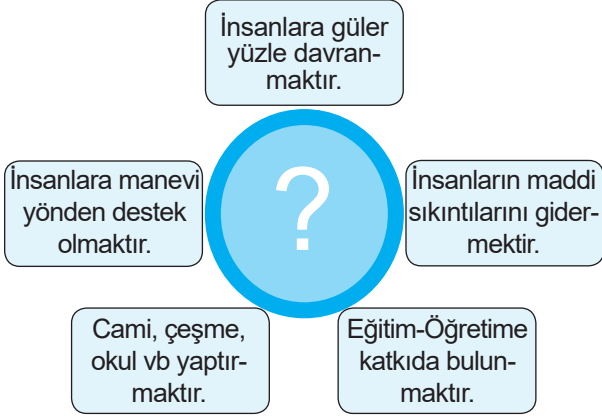 İnsanlara güler
yüzle davran-
maktır.
İnsanlara manevi
yönden destek
olmaktır.
?
İnsanların maddi
sıkıntılarını gider-
mektir.
Cami, çeşme,
okul vb yaptır-
maktır.
Eğitim-Öğretime
katkıda bulun-
maktır.